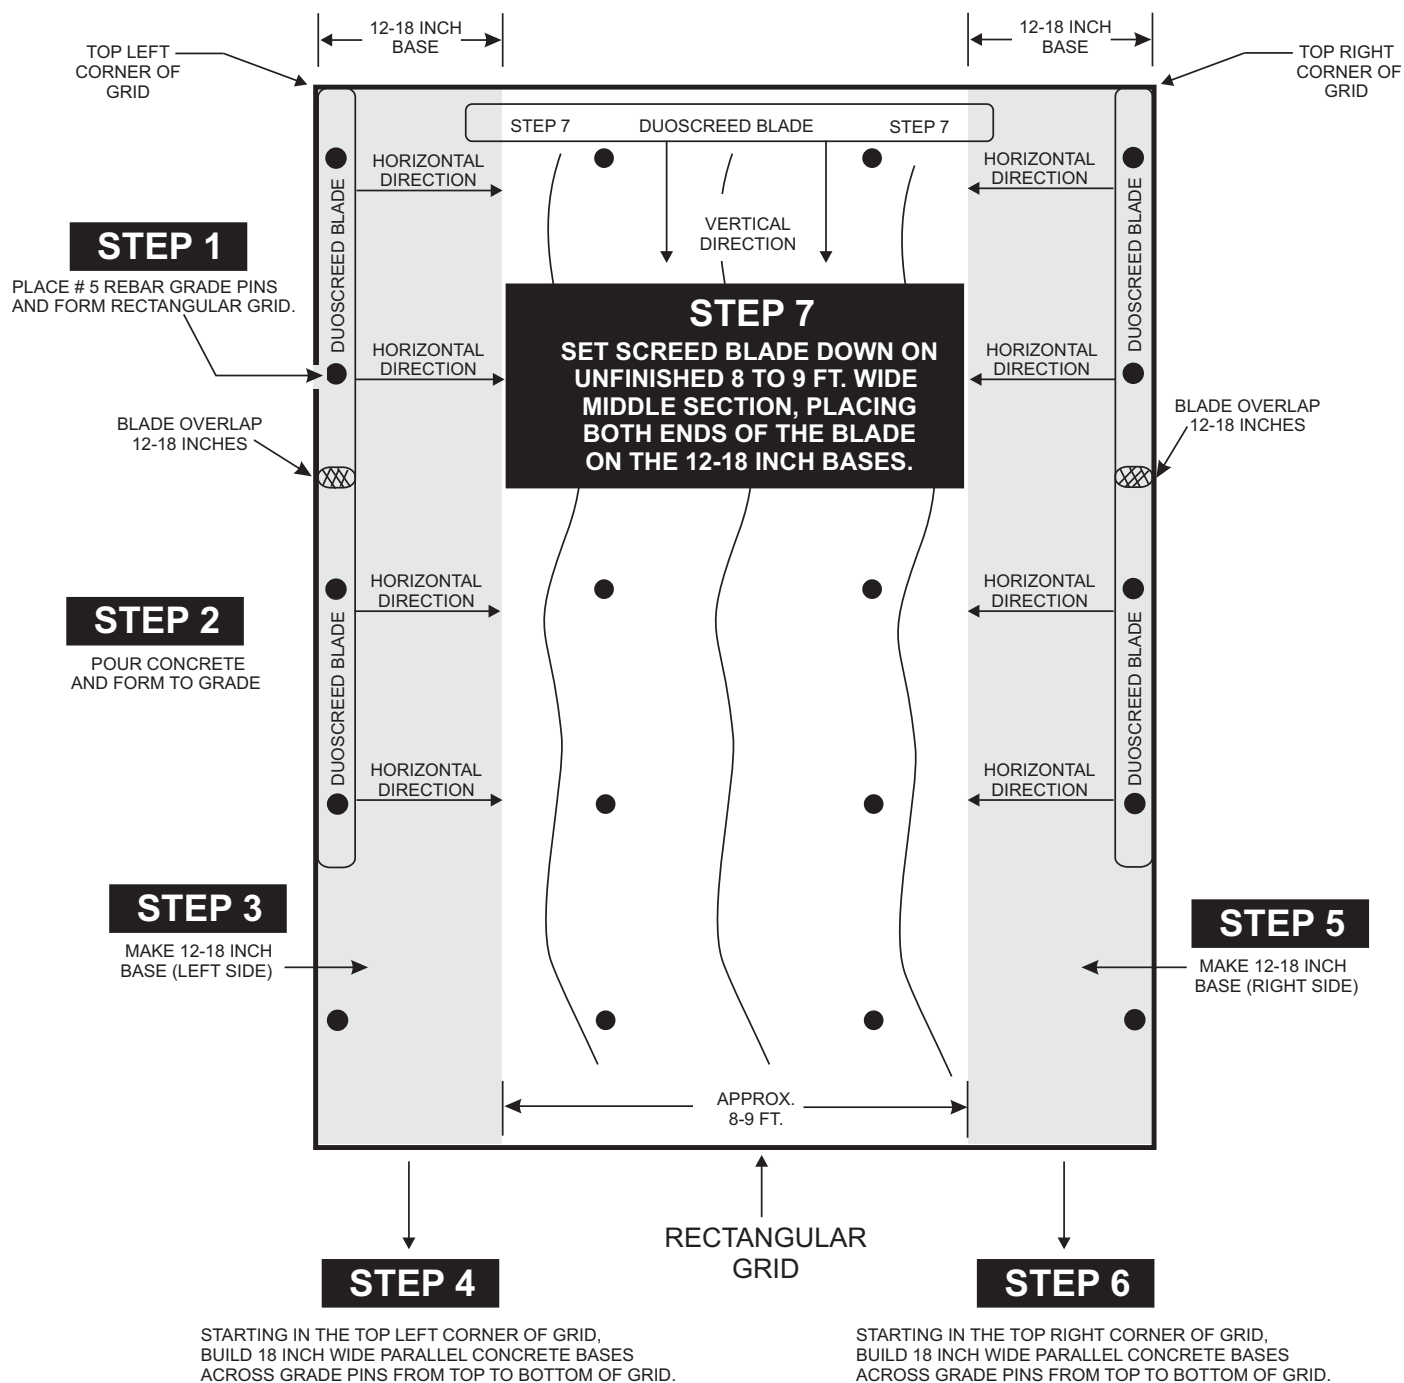 12-18 INCH
BASE
12-18 INCH
BASE
TOP LEFT
CORNER OF
GRID
TOP RIGHT
CORNER OF
GRID
STEP 7 DUOSCREED BLADE STEP 7
HORIZONTAL
DIRECTION
HORIZONTAL
DIRECTION
DUOSCREED BLADE
DUOSCREED BLADE
VERTICAL
DIRECTION
STEP 1
PLACE # 5 REBAR GRADE PINS
AND FORM RECTANGULAR GRID.
STEP 7
SET SCREED BLADE DOWN ON
UNFINISHED 8 TO 9 FT. WIDE
MIDDLE SECTION, PLACING
BOTH ENDS OF THE BLADE
ON THE 12-18 INCH BASES.
HORIZONTAL
DIRECTION
HORIZONTAL
DIRECTION
BLADE OVERLAP
12-18 INCHES
BLADE OVERLAP
12-18 INCHES
HORIZONTAL
DIRECTION
HORIZONTAL
DIRECTION
STEP 2
POUR CONCRETE
AND FORM TO GRADE
DUOSCREED BLADE
DUOSCREED BLADE
HORIZONTAL
DIRECTION
HORIZONTAL
DIRECTION
STEP 3
MAKE 12-18 INCH
BASE (LEFT SIDE)
STEP 5
MAKE 12-18 INCH
BASE (RIGHT SIDE)
APPROX.
8-9 FT.
RECTANGULAR
GRID
STEP 4
STARTING IN THE TOP LEFT CORNER OF GRID,
BUILD 18 INCH WIDE PARALLEL CONCRETE BASES
ACROSS GRADE PINS FROM TOP TO BOTTOM OF GRID.
STEP 6
STARTING IN THE TOP RIGHT CORNER OF GRID,
BUILD 18 INCH WIDE PARALLEL CONCRETE BASES
ACROSS GRADE PINS FROM TOP TO BOTTOM OF GRID.